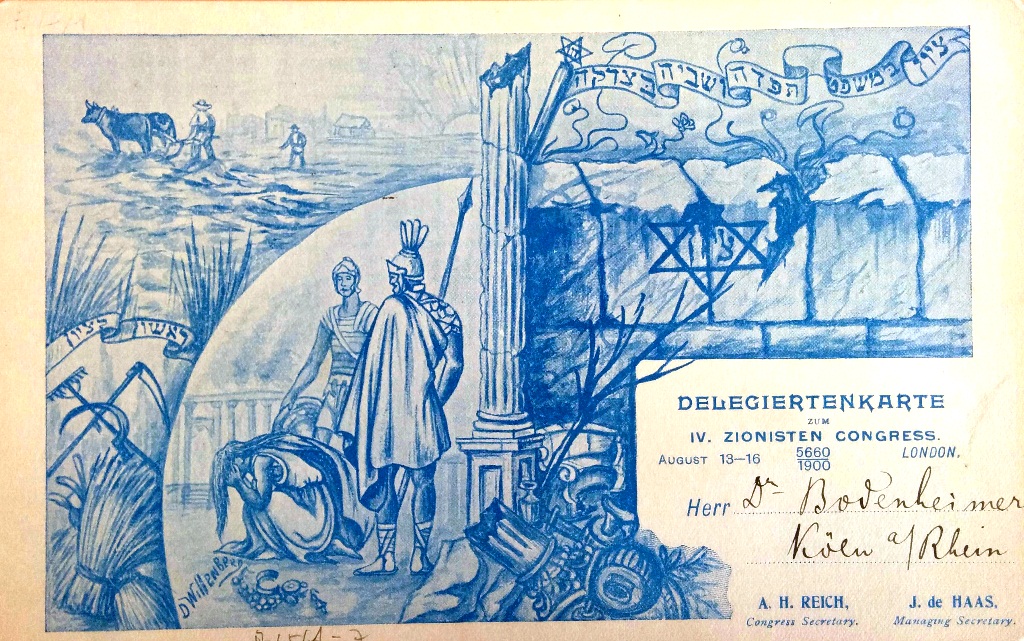 ציון במשפט תפדה ושביה בצדקה
ציון
ראשון לציון
DELEGIERTENKARTE
ZUM
IV. ZIONISTEN CONGRESS.
AUGUST 13–16 5660 LONDON.
1900
Herr Dr Bodenheimer
Köln a/Rhein
A. H. REICH, J. de HAAS,
Congress Secretary. Managing Secretary.